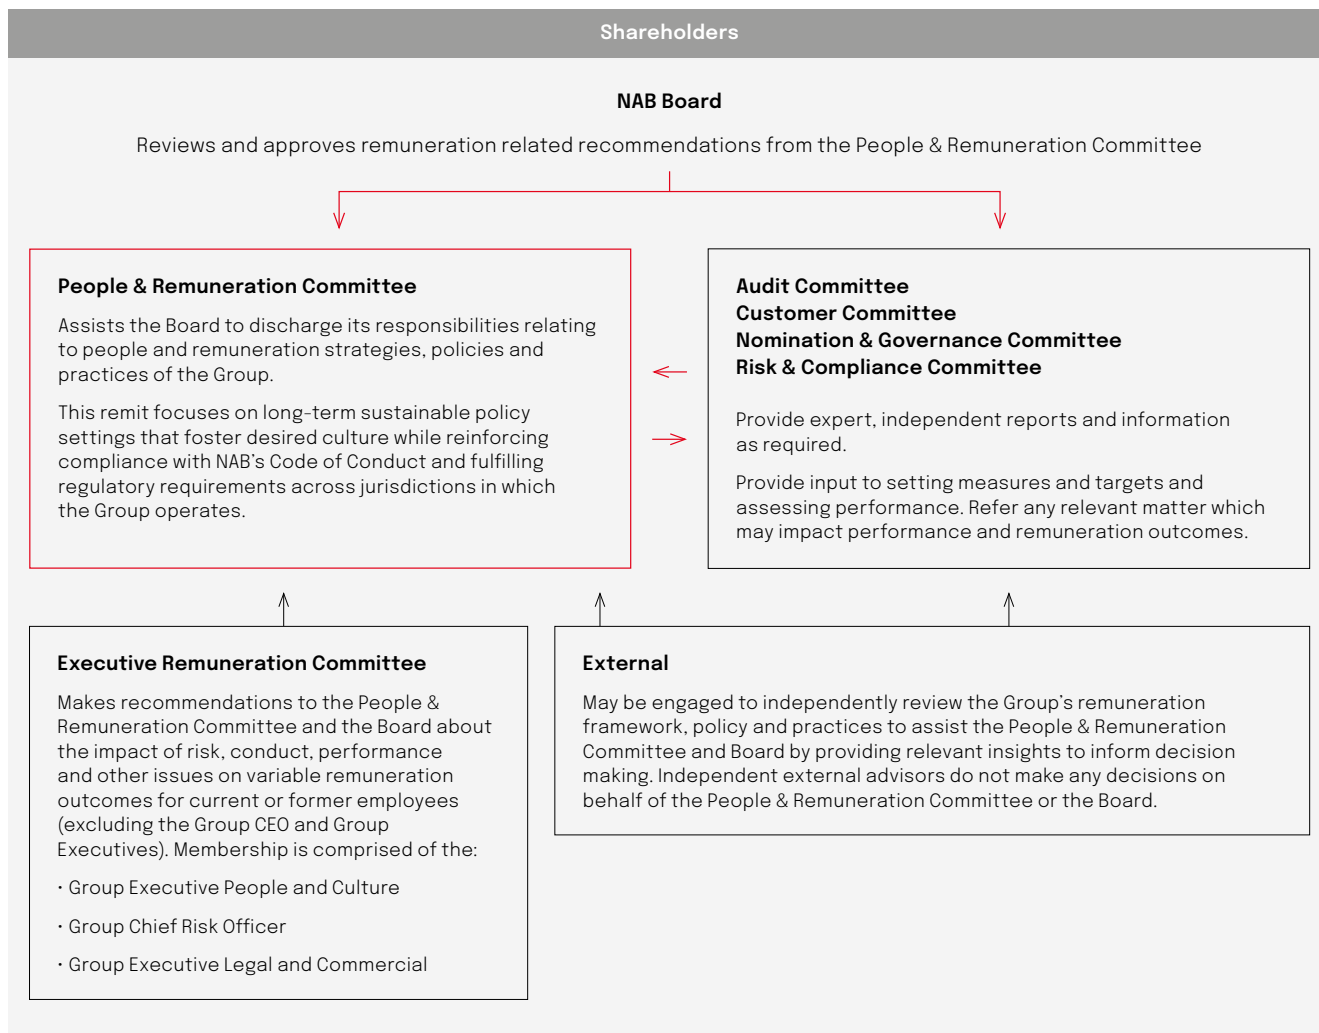 Shareholders
NAB Board
Reviews and approves remuneration related recommendations from the People & Remuneration Committee
People & Remuneration Committee
Assists the Board to discharge its responsibilities relating
to people and remuneration strategies, policies and
practices of the Group.
This remit focuses on long-term sustainable policy
settings that foster desired culture while reinforcing
compliance with NAB's Code of Conduct and fulfilling
regulatory requirements across jurisdictions in which
the Group operates.
Audit Committee
Customer Committee
Nomination & Governance Committee
Risk & Compliance Committee
Provide expert, independent reports and information
as required.
Provide input to setting measures and targets and
assessing performance. Refer any relevant matter which
may impact performance and remuneration outcomes.
Executive Remuneration Committee
Makes recommendations to the People &
Remuneration Committee and the Board about
the impact of risk, conduct, performance
and other issues on variable remuneration
outcomes for current or former employees
(excluding the Group CEO and Group
Executives). Membership is comprised of the:
• Group Executive People and Culture
• Group Chief Risk Officer
• Group Executive Legal and Commercial
External
May be engaged to independently review the Group's remuneration
framework, policy and practices to assist the People & Remuneration
Committee and Board by providing relevant insights to inform decision
making. Independent external advisors do not make any decisions on
behalf of the People & Remuneration Committee or the Board.